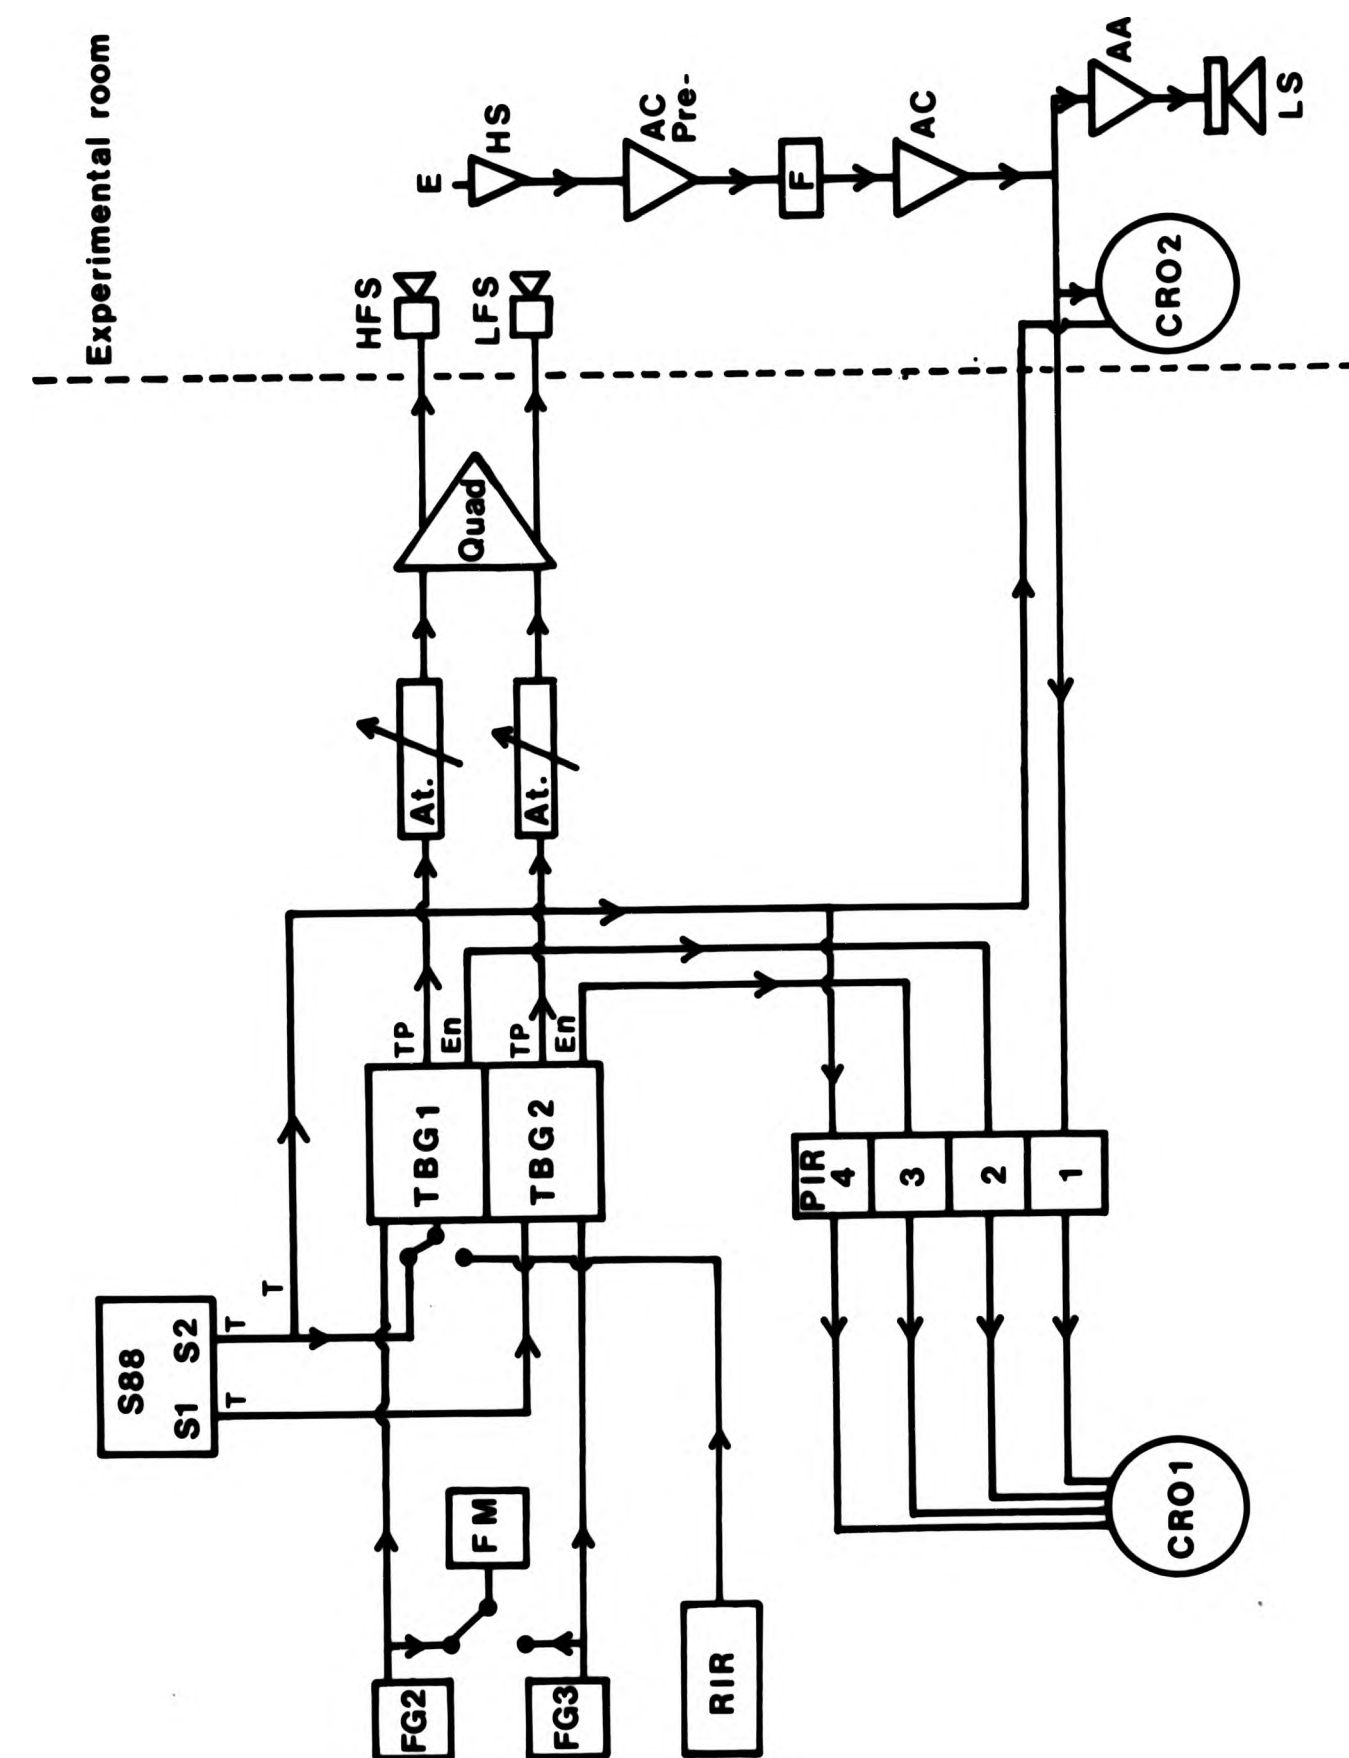 Experimental room
E
HS
AC
Pre-
F
AC
AA
LS
HFS
LFS
CRO2
Quad
At.
At.
TP
En
TP
En
TBG1
TBG2
T
T
T
S88
S1 S2
PIR
4
3
2
1
FM
FG2
FG3
RIR
CRO1